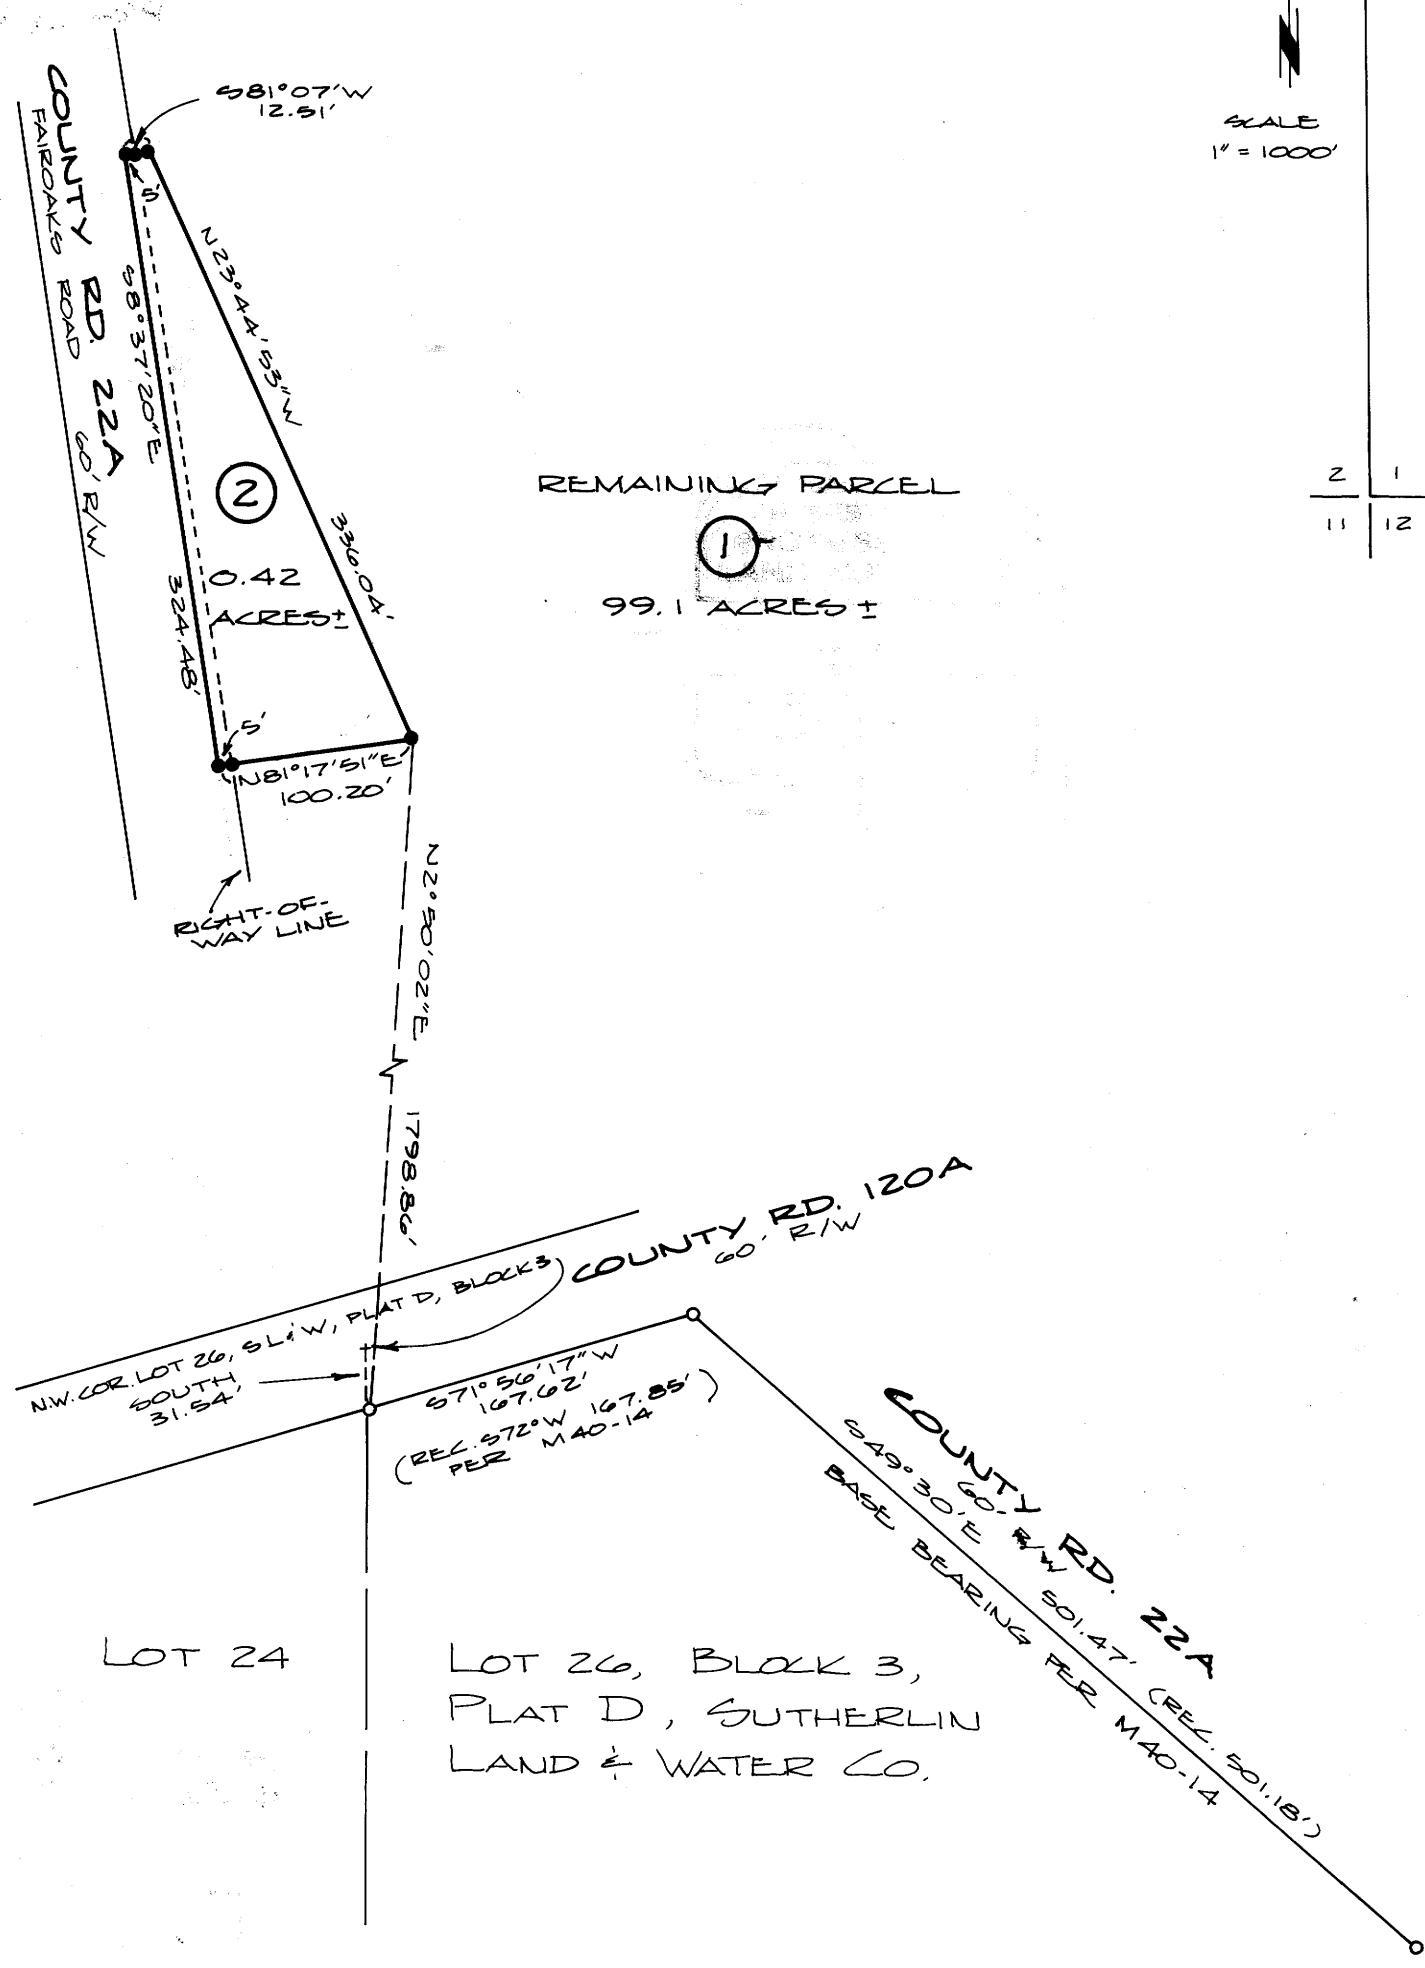 S81°07'W
12.51'
SCALE
1" = 1000'
COUNTY RD. 22A
FAIROAKS ROAD 60' R/W
5'
S8°37'20"E
324.48'
N23°44'53"W
336.04'
2
0.42
ACRES±
REMAINING PARCEL
1
99.1 ACRES±
2 1
11 12
5'
N81°17'51"E
100.20'
RIGHT-OF-
WAY LINE
N2°50'02"E
1798.86'
COUNTY RD. 120A
60' R/W
N.W. COR. LOT 26, SL&W, PLAT D, BLOCK 3
SOUTH
31.54'
S71°56'17"W
167.62'
(REC. S72°W 167.85'
PER M40-14)
COUNTY RD. 22A
60' R/W
S49°30'E 501.47' (REC. 501.18')
BASE BEARING PER M40-14
LOT 24
LOT 26, BLOCK 3,
PLAT D, SUTHERLIN
LAND & WATER CO.